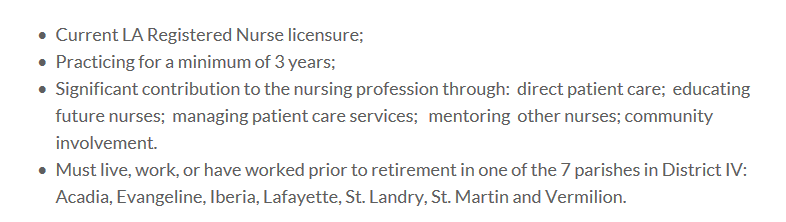 • Current LA Registered Nurse licensure;
• Practicing for a minimum of 3 years;
• Significant contribution to the nursing profession through:  direct patient care;  educating
future nurses;  managing patient care services;   mentoring  other nurses; community
involvement.
• Must live, work, or have worked prior to retirement in one of the 7 parishes in District IV:
Acadia, Evangeline, Iberia, Lafayette, St. Landry, St. Martin and Vermilion.